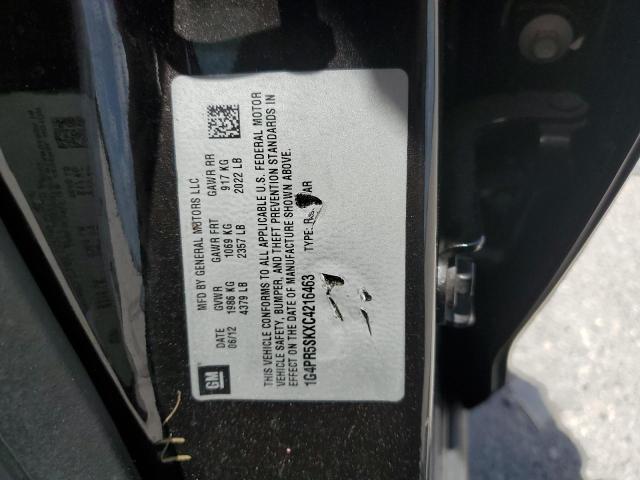 GM
MFD BY GENERAL MOTORS LLC
DATE GVWR GAWR FRT GAWR RR
06/12 1986 KG 1069 KG 917 KG
4379 LB 2357 LB 2022 LB
THIS VEHICLE CONFORMS TO ALL APPLICABLE U.S. FEDERAL MOTOR
VEHICLE SAFETY, BUMPER, AND THEFT PREVENTION STANDARDS IN
EFFECT ON THE DATE OF MANUFACTURE SHOWN ABOVE.
1G4PR5SKXC4216463 TYPE: